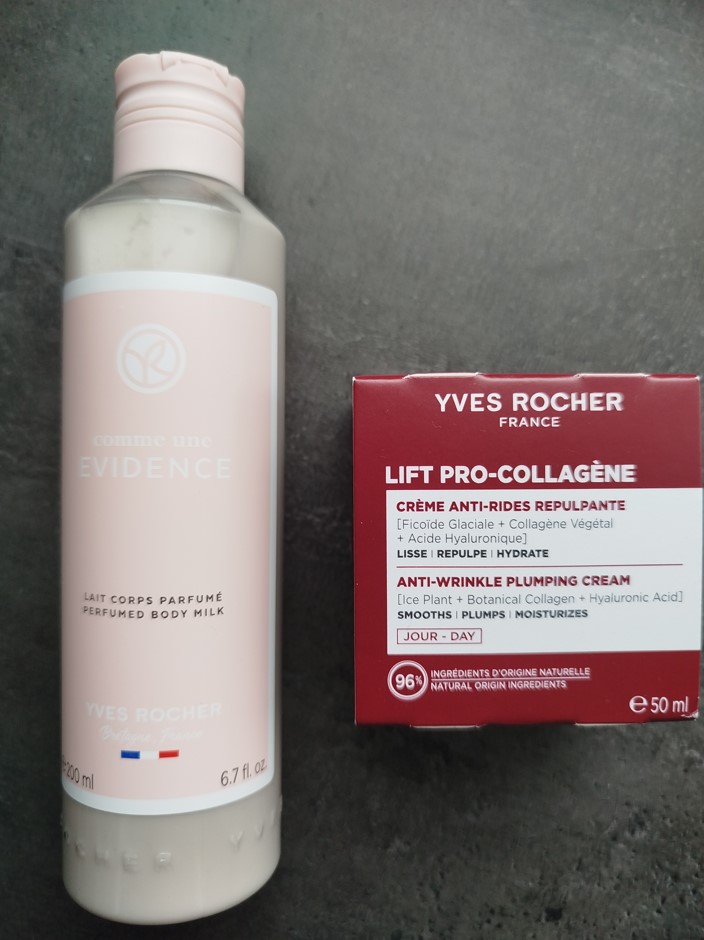 comme une
EVIDENCE
LAIT CORPS PARFUMÉ
PERFUMED BODY MILK
YVES ROCHER
Bretagne, France
200 ml
6.7 fl. oz.
YVES ROCHER
FRANCE
LIFT PRO-COLLAGÈNE
CRÈME ANTI-RIDES REPULPANTE
[Ficoïde Glaciale + Collagène Végétal
+ Acide Hyaluronique]
LISSE | REPULPE | HYDRATE
ANTI-WRINKLE PLUMPING CREAM
[Ice Plant + Botanical Collagen + Hyaluronic Acid]
SMOOTHS | PLUMPS | MOISTURIZES
JOUR - DAY
96%
INGRÉDIENTS D'ORIGINE NATURELLE
NATURAL ORIGIN INGREDIENTS
℮ 50 ml